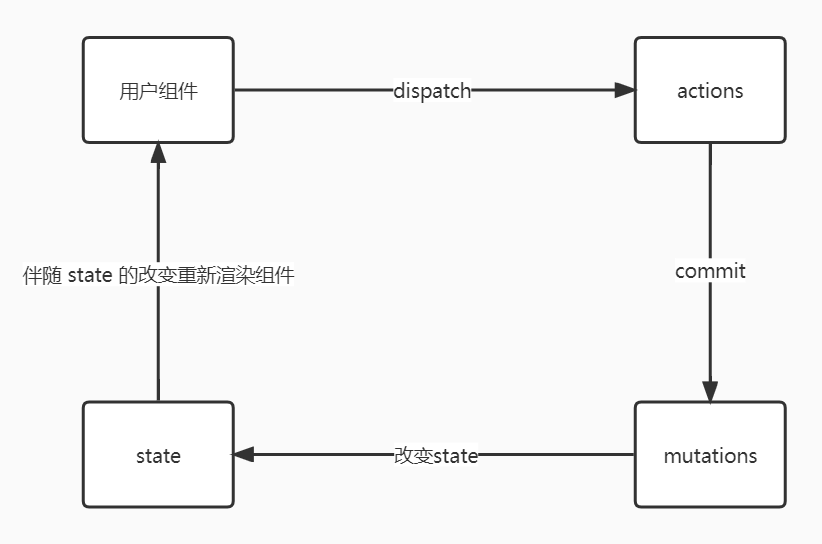 用户组件
dispatch
actions
伴随 state 的改变重新渲染组件
commit
state
改变state
mutations